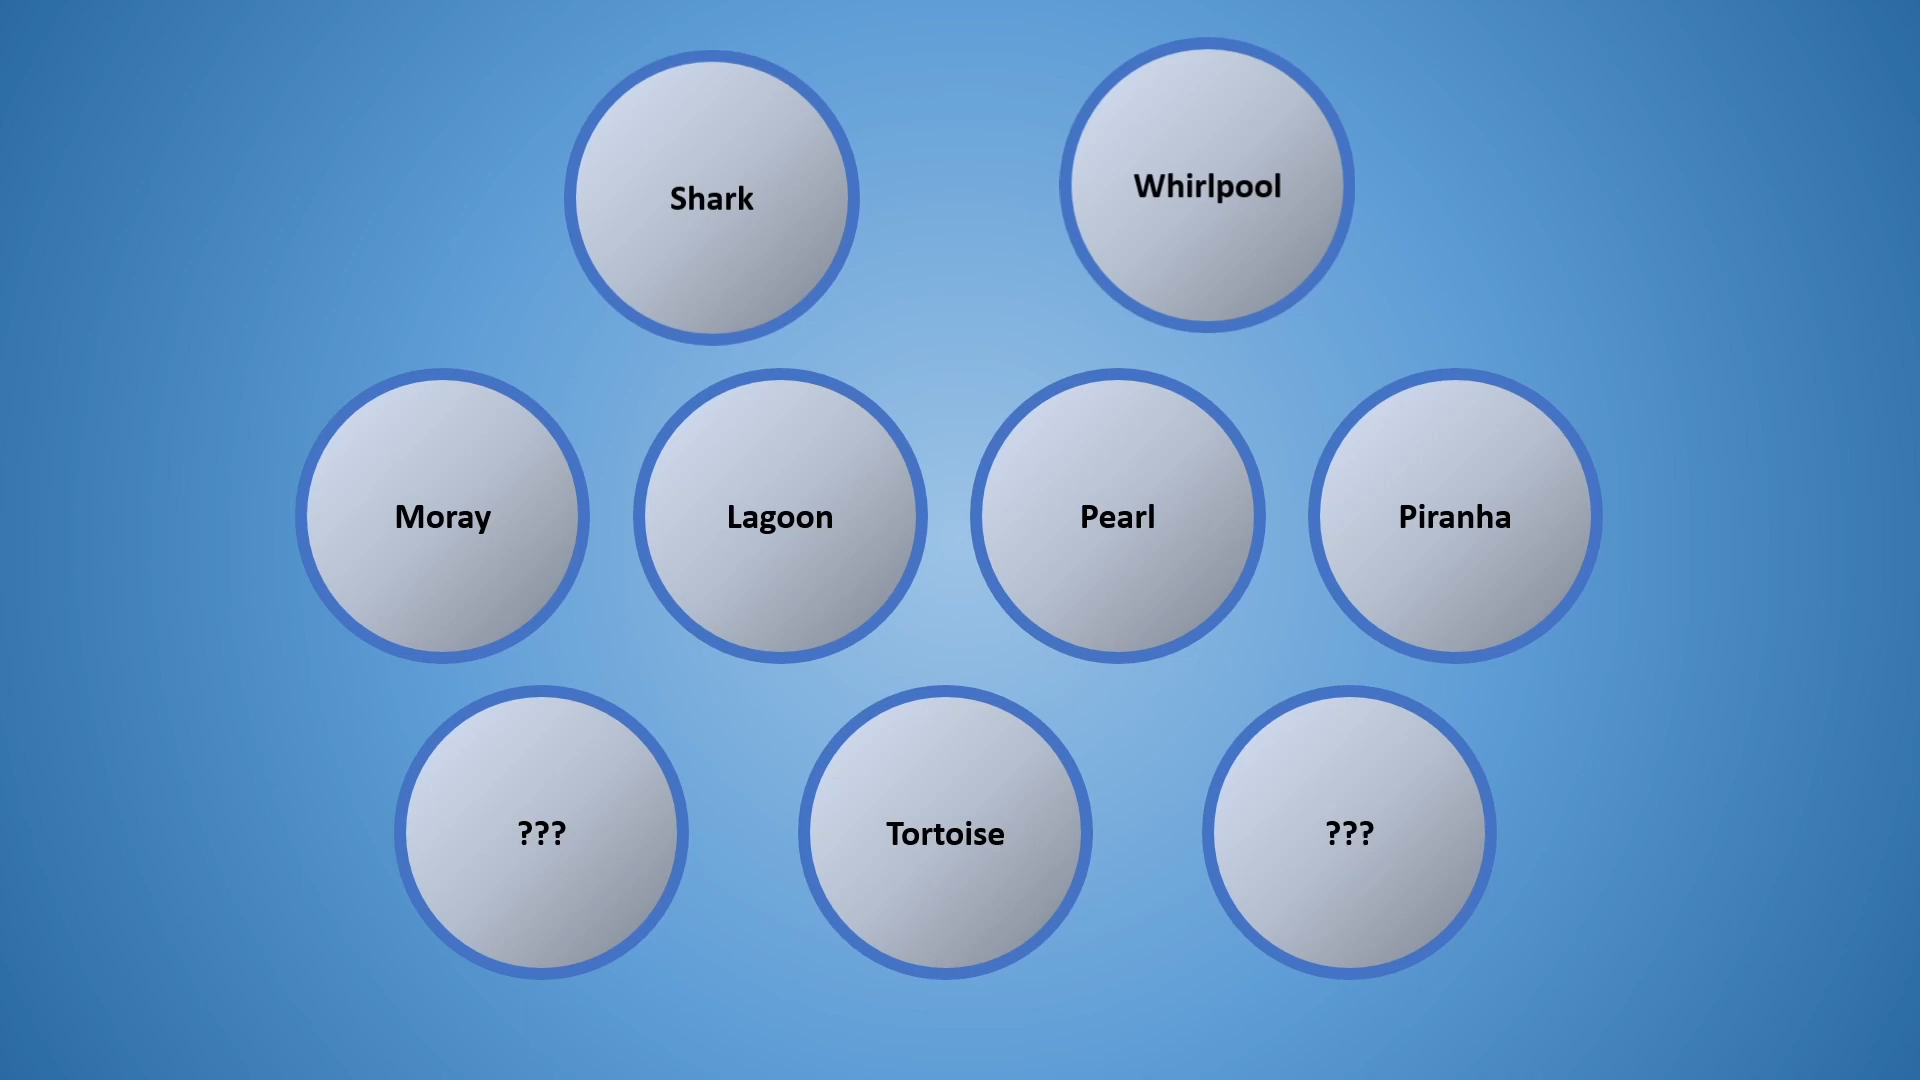 Shark
Whirlpool
Moray
Lagoon
Pearl
Piranha
???
Tortoise
???